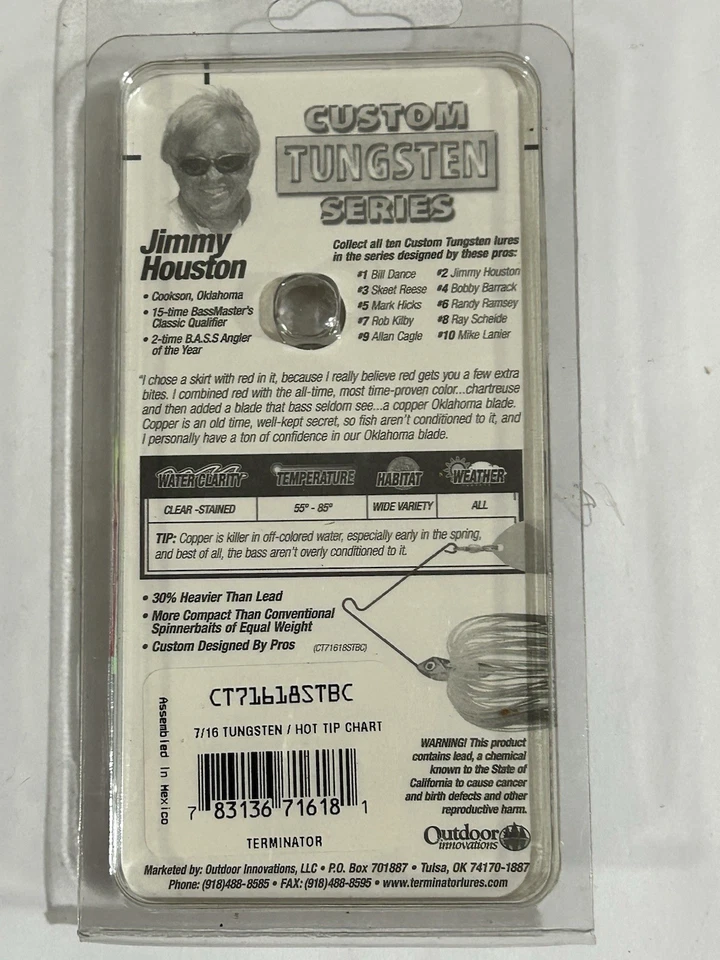 CUSTOM
TUNGSTEN
SERIES
Jimmy
Houston
• Cookson, Oklahoma
• 15-time BassMaster's
Classic Qualifier
• 2-time B.A.S.S Angler
of the Year
Collect all ten Custom Tungsten lures
in the series designed by these pros:
#1 Bill Dance #2 Jimmy Houston
#3 Skeet Reese #4 Bobby Barrack
#5 Mark Hicks #6 Randy Ramsey
#7 Rob Kilby #8 Ray Scheide
#9 Allan Cagle #10 Mike Lanier
"I chose a skirt with red in it, because I really believe red gets you a few extra
bites. I combined red with the all-time, most time-proven color...chartreuse
and then added a blade that bass seldom see...a copper Oklahoma blade.
Copper is an old time, well-kept secret, so fish aren't conditioned to it, and
I personally have a ton of confidence in our Oklahoma blade.
WATER CLARITY TEMPERATURE HABITAT WEATHER
CLEAR -STAINED 55° - 85° WIDE VARIETY ALL
TIP: Copper is killer in off-colored water, especially early in the spring,
and best of all, the bass aren't overly conditioned to it.
• 30% Heavier Than Lead
• More Compact Than Conventional
Spinnerbaits of Equal Weight
• Custom Designed By Pros (CT71618STBC)
Assembled In Mexico
CT71618STBC
7/16 TUNGSTEN / HOT TIP CHART
7 83136 71618 1
TERMINATOR
WARNING! This product
contains lead, a chemical
known to the State of
California to cause cancer
and birth defects and other
reproductive harm.
Outdoor
innovations
Marketed by: Outdoor Innovations, LLC • P.O. Box 701887 • Tulsa, OK 74170-1887
Phone: (918)488-8585 • FAX: (918)488-8595 • www.terminatorlures.com